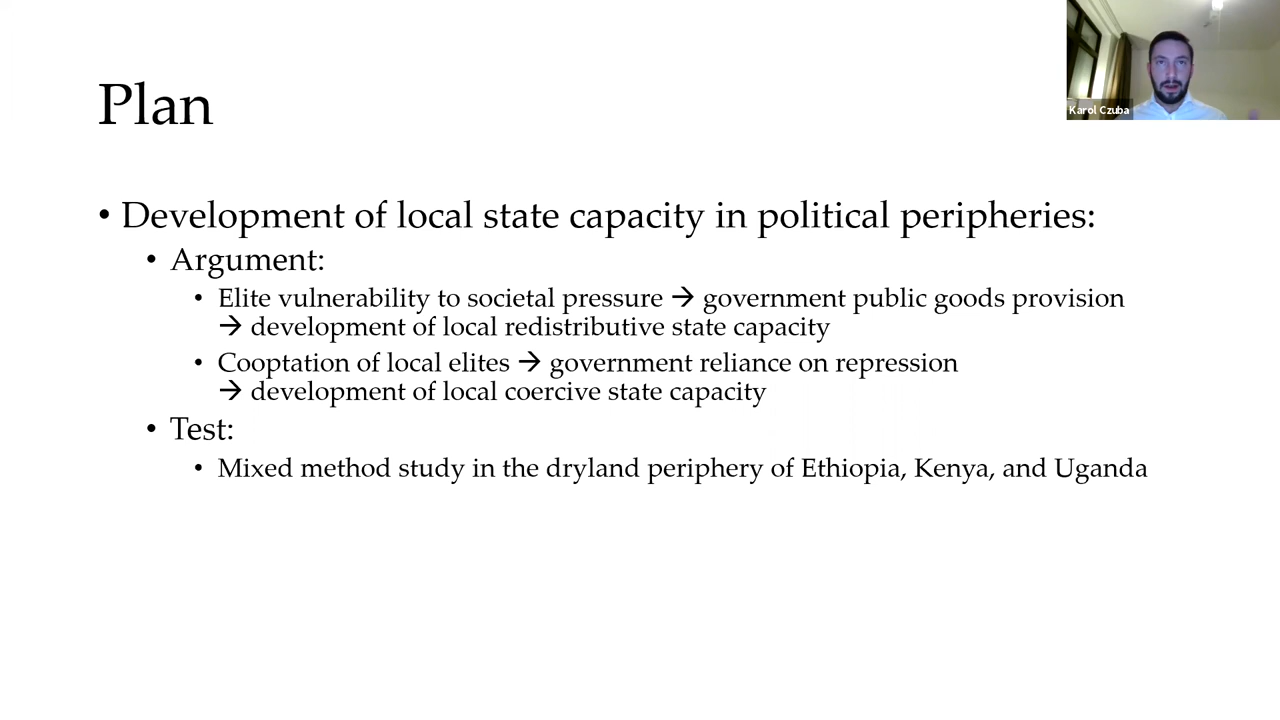 Plan
• Development of local state capacity in political peripheries:
• Argument:
• Elite vulnerability to societal pressure → government public goods provision
→ development of local redistributive state capacity
• Cooptation of local elites → government reliance on repression
→ development of local coercive state capacity
• Test:
• Mixed method study in the dryland periphery of Ethiopia, Kenya, and Uganda
Karol Czuba